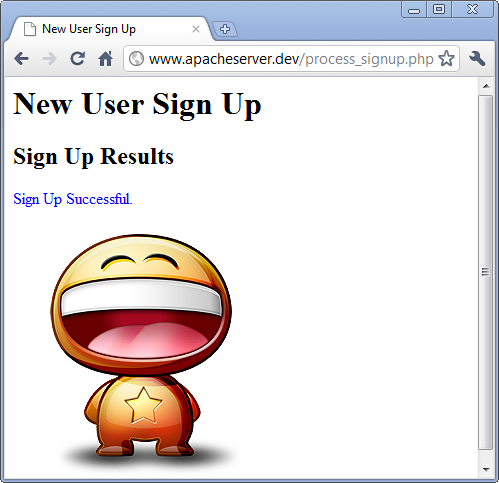 New User Sign Up
www.apacheserver.dev/process_signup.php
New User Sign Up
Sign Up Results
Sign Up Successful.